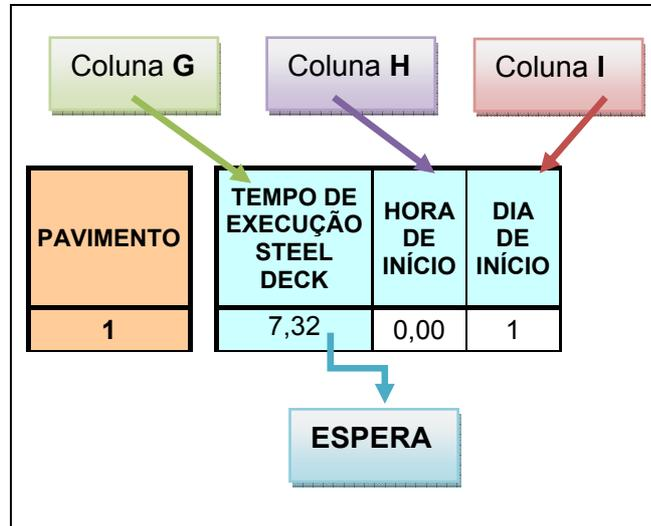 Coluna G
Coluna H
Coluna I
PAVIMENTO
TEMPO DE
EXECUÇÃO
STEEL
DECK
HORA
DE
INÍCIO
DIA
DE
INÍCIO
1
7,32
0,00
1
ESPERA